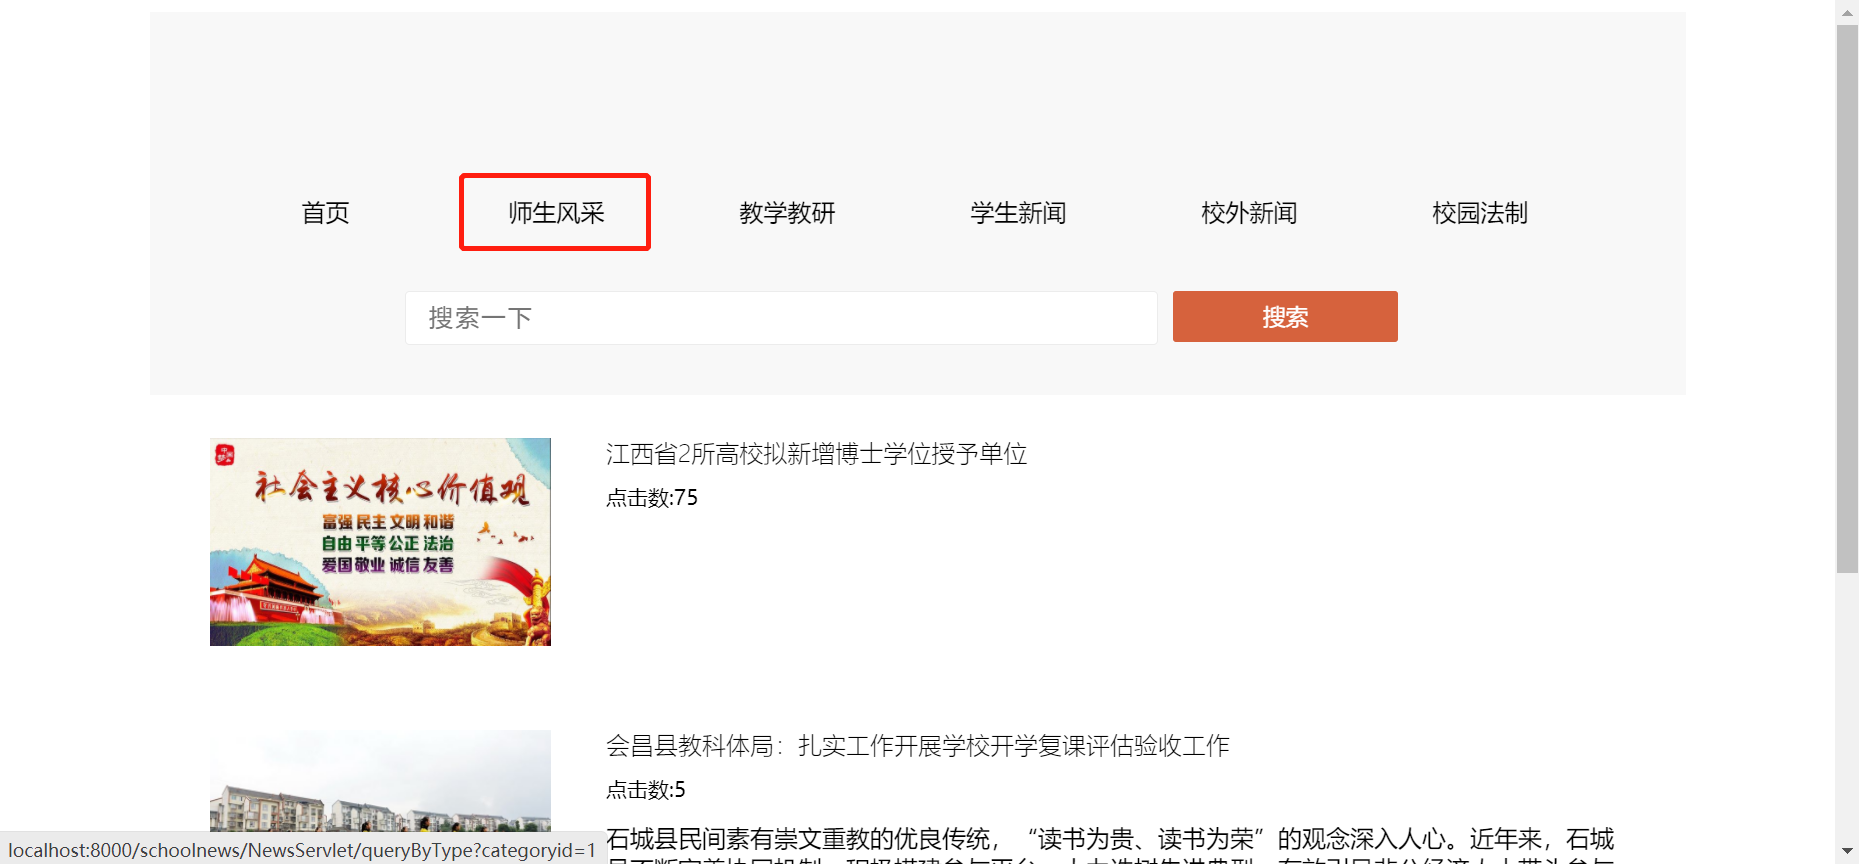 首页 师生风采 教学教研 学生新闻 校外新闻 校园法制
搜索一下 搜索
社会主义核心价值观
富强 民主 文明 和谐
自由 平等 公正 法治
爱国 敬业 诚信 友善
江西省2所高校拟新增博士学位授予单位
点击数:75
会昌县教科体局：扎实工作开展学校开学复课评估验收工作
点击数:5
石城县民间素有崇文重教的优良传统，“读书为贵、读书为荣”的观念深入人心。近年来，石城
localhost:8000/schoolnews/NewsServlet/queryByType?categoryid=1